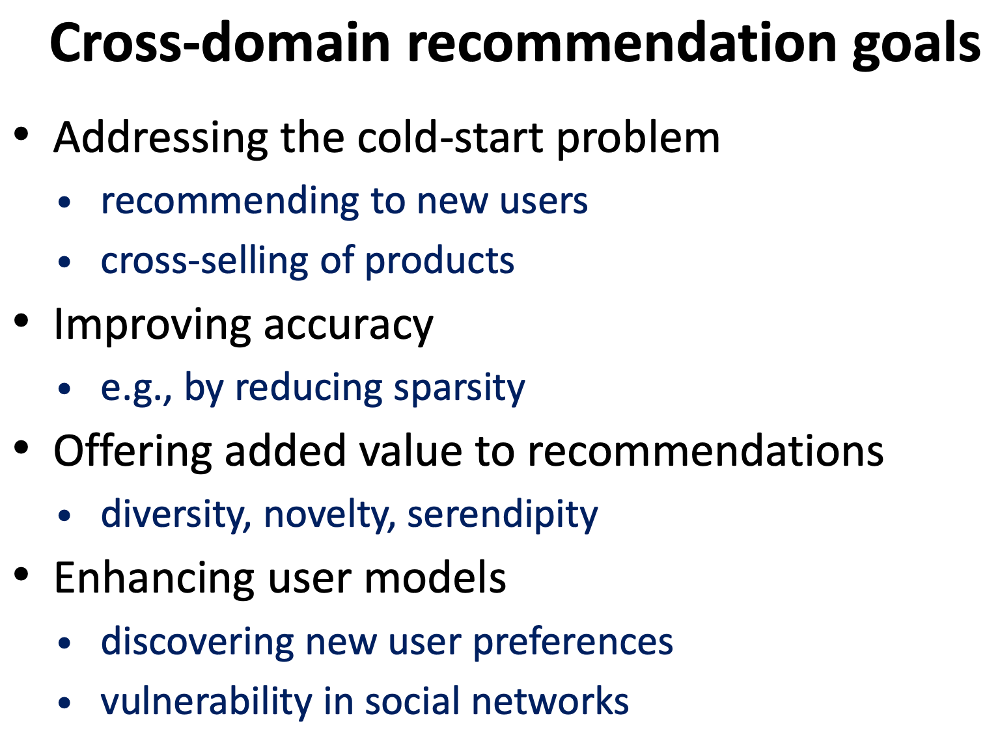 Cross-domain recommendation goals
• Addressing the cold-start problem
• recommending to new users
• cross-selling of products
• Improving accuracy
• e.g., by reducing sparsity
• Offering added value to recommendations
• diversity, novelty, serendipity
• Enhancing user models
• discovering new user preferences
• vulnerability in social networks